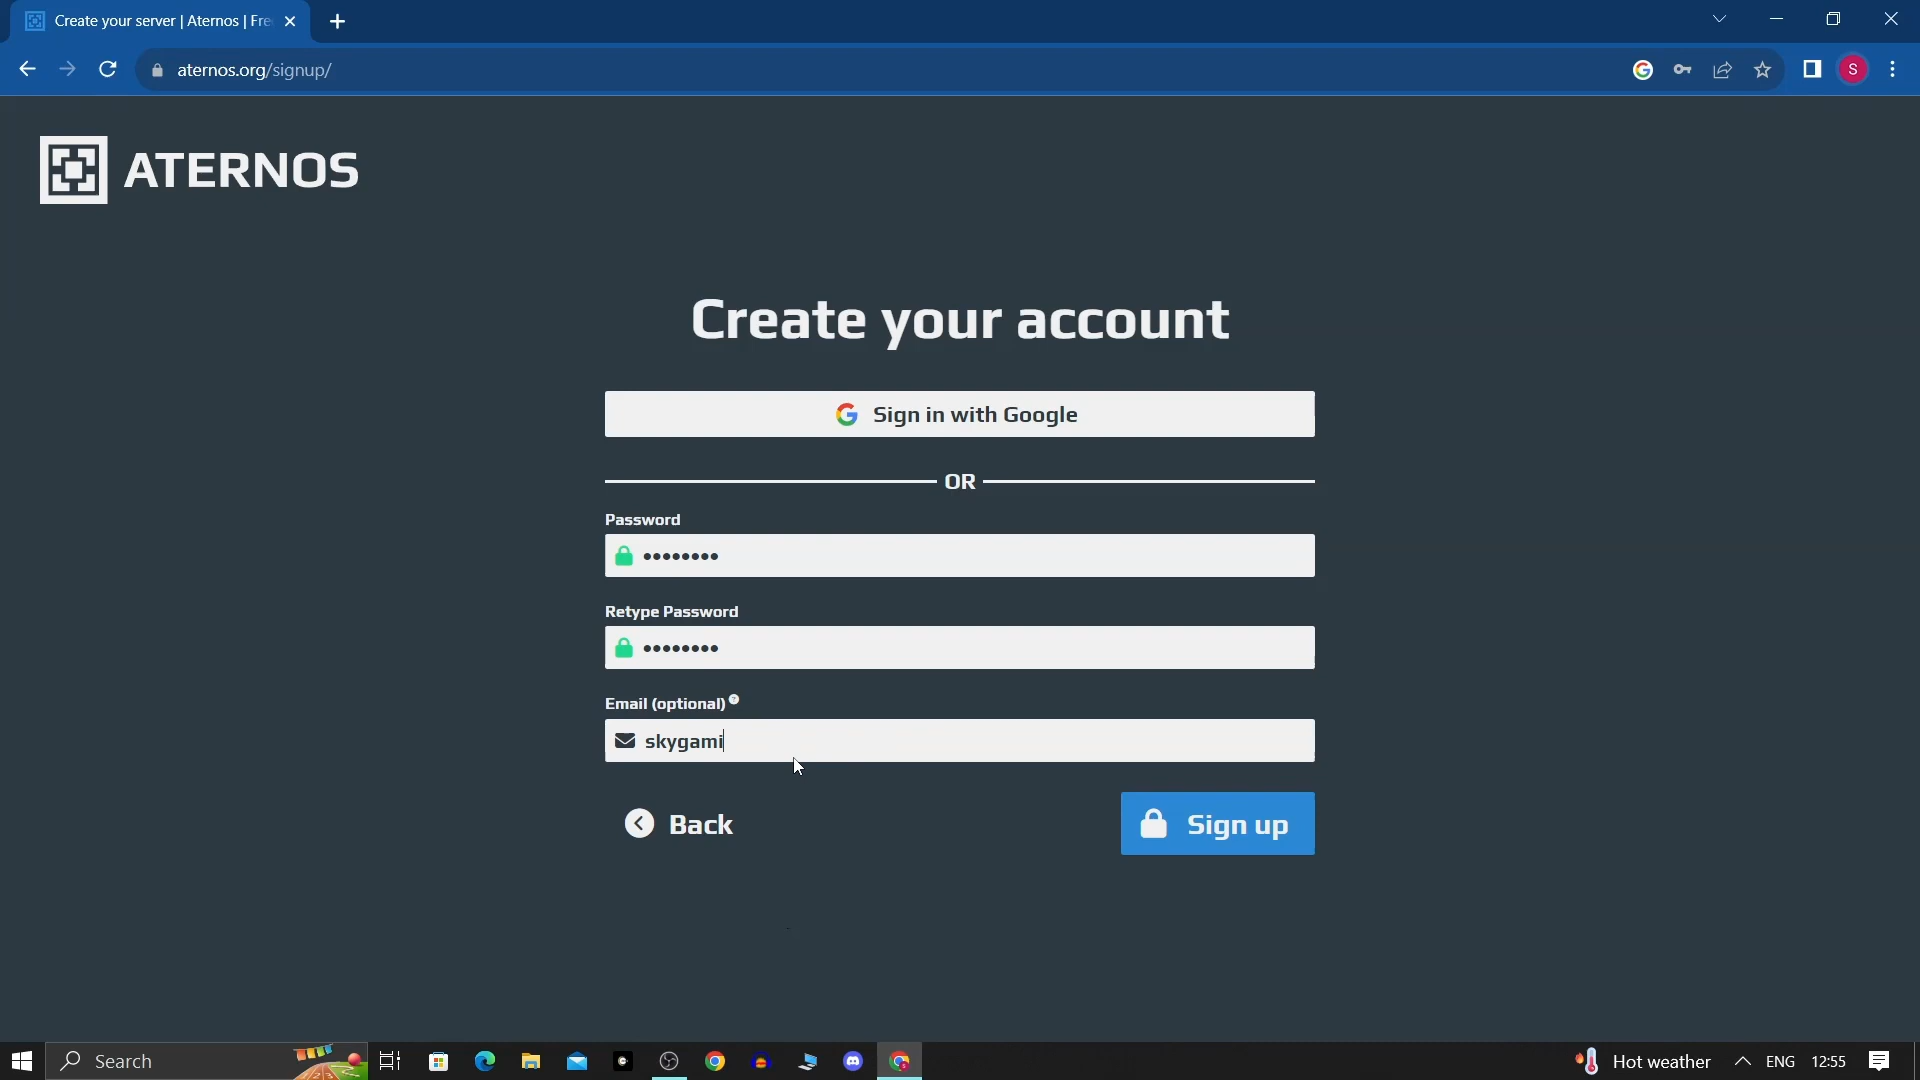 Create your server | Aternos | Fre
aternos.org/signup/
S
ATERNOS
Create your account
Sign in with Google
OR
Password
••••••••
Retype Password
••••••••
Email (optional) ?
skygami
Back
Sign up
Search
Hot weather
ENG
12:55